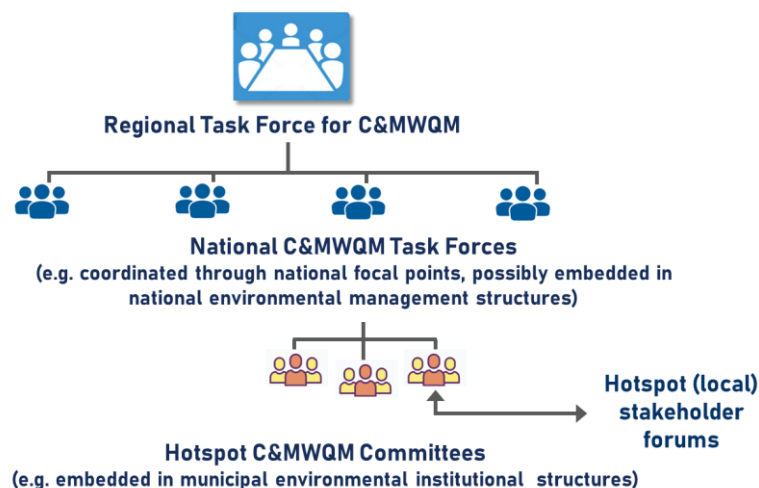 Regional Task Force for C&MWQM
National C&MWQM Task Forces
(e.g. coordinated through national focal points, possibly embedded in
national environmental management structures)
Hotspot (local)
stakeholder
forums
Hotspot C&MWQM Committees
(e.g. embedded in municipal environmental institutional structures)